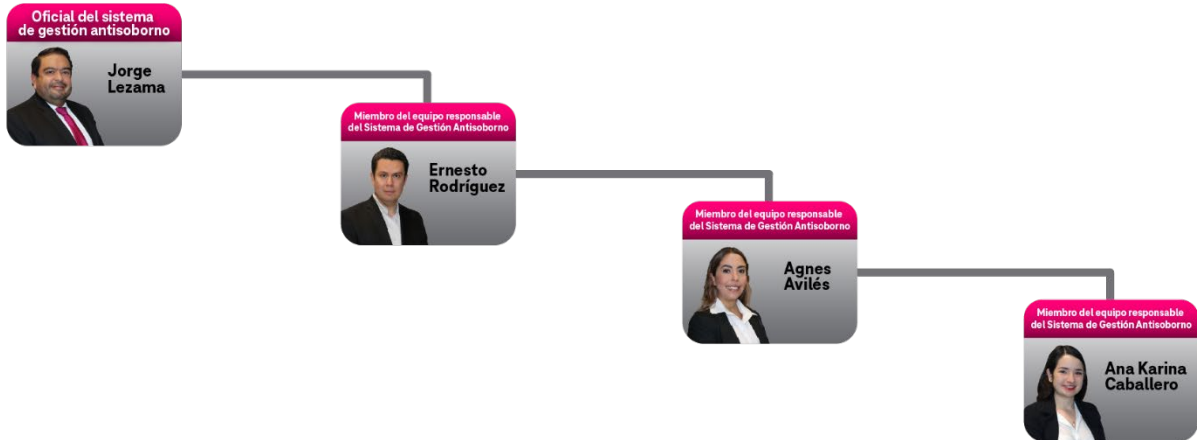 Oficial del sistema
de gestión antisoborno
Jorge
Lezama
Miembro del equipo responsable
del Sistema de Gestión Antisoborno
Ernesto
Rodríguez
Miembro del equipo responsable
del Sistema de Gestión Antisoborno
Agnes
Avilés
Miembro del equipo responsable
del Sistema de Gestión Antisoborno
Ana Karina
Caballero